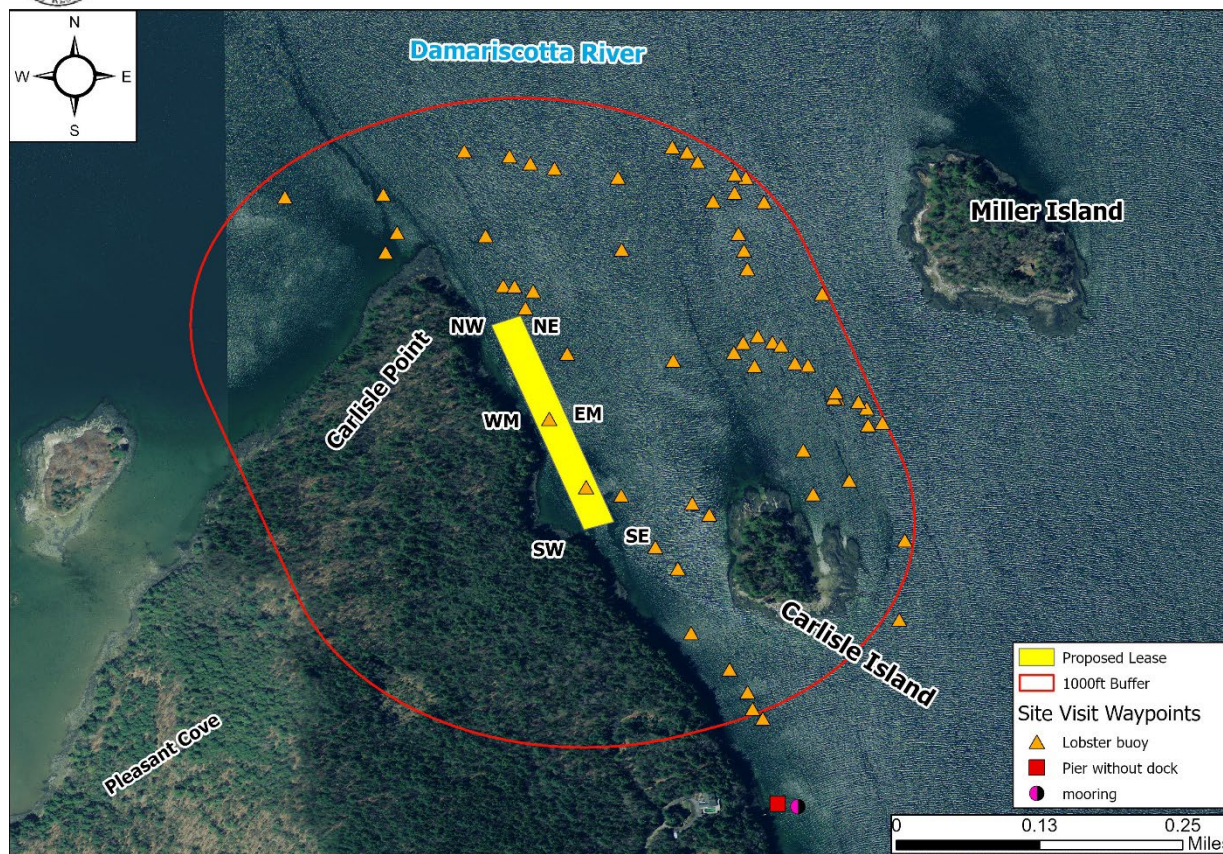 N
W E
S
Damariscotta River
Miller Island
NW NE
Carlisle Point
WM EM
SW SE
Carlisle Island
Pleasant Cove
Proposed Lease
1000ft Buffer
Site Visit Waypoints
Lobster buoy
Pier without dock
mooring
0 0.13 0.25
Miles